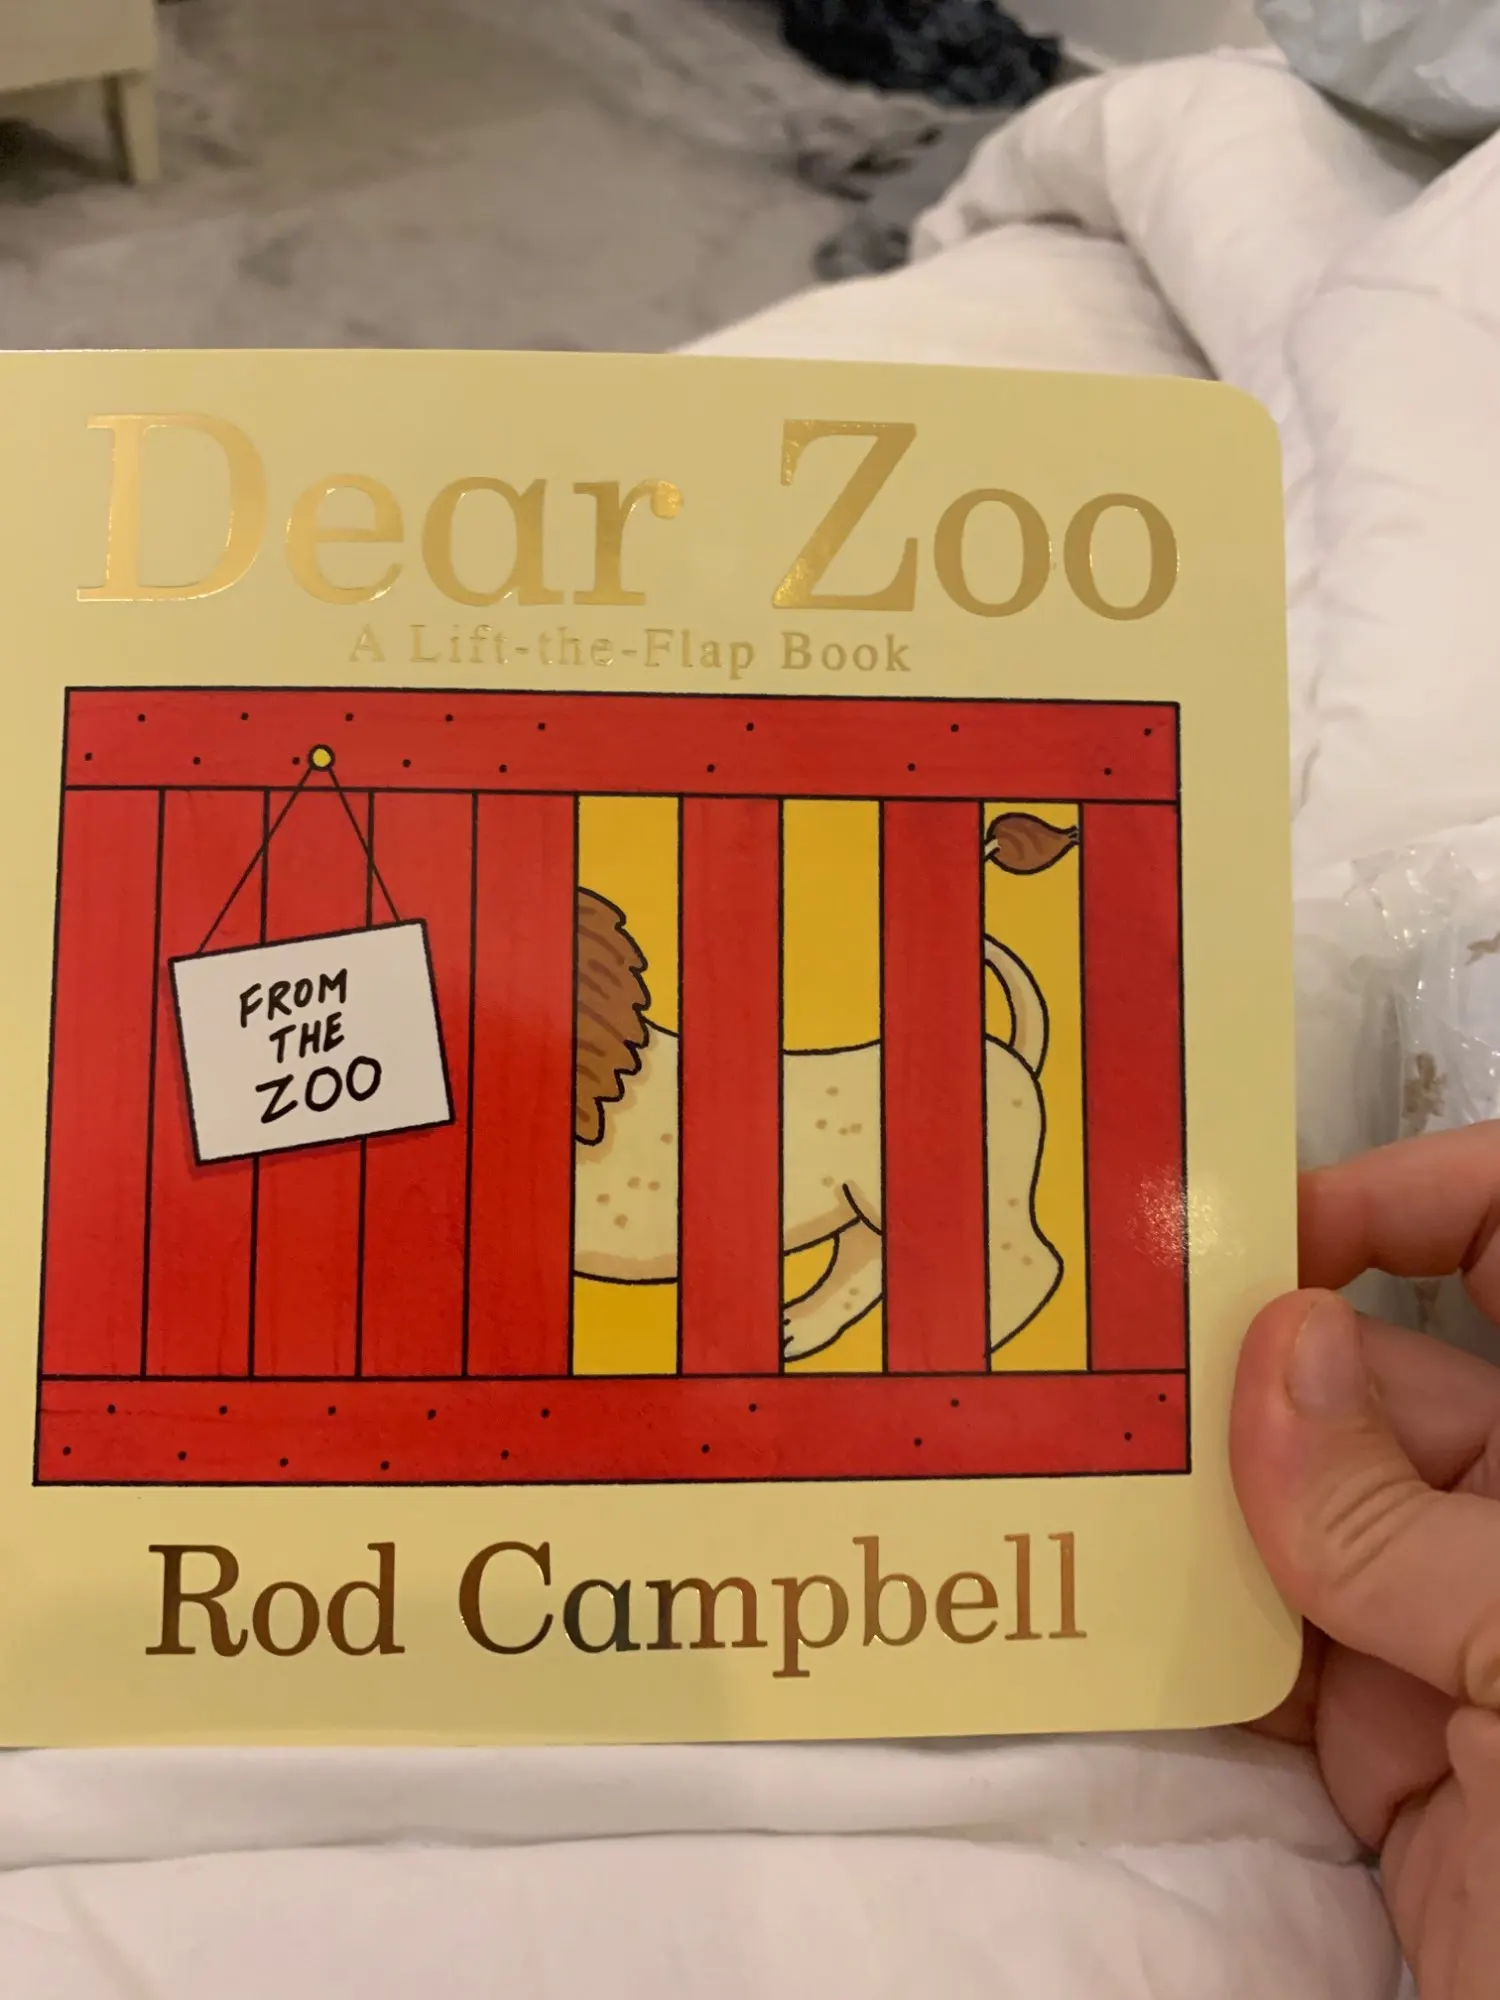 Dear Zoo
A Lift-the-Flap Book
FROM
THE
ZOO
Rod Campbell